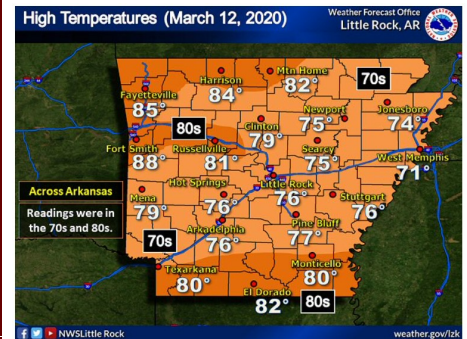 High Temperatures (March 12, 2020)
Weather Forecast Office
Little Rock, AR
Harrison
84°
Mtn Home
82°
70s
Fayetteville
85°
Newport
75°
Jonesboro
74°
80s
Clinton
79°
Fort Smith
88°
Russellville
81°
Searcy
75°
West Memphis
71°
Across Arkansas
Readings were in
the 70s and 80s.
Mena
79°
Hot Springs
76°
Little Rock
76°
Stuttgart
76°
Arkadelphia
76°
Pine Bluff
77°
70s
Texarkana
80°
Monticello
80°
El Dorado
82°
80s
NWSLittle Rock
weather.gov/lzk